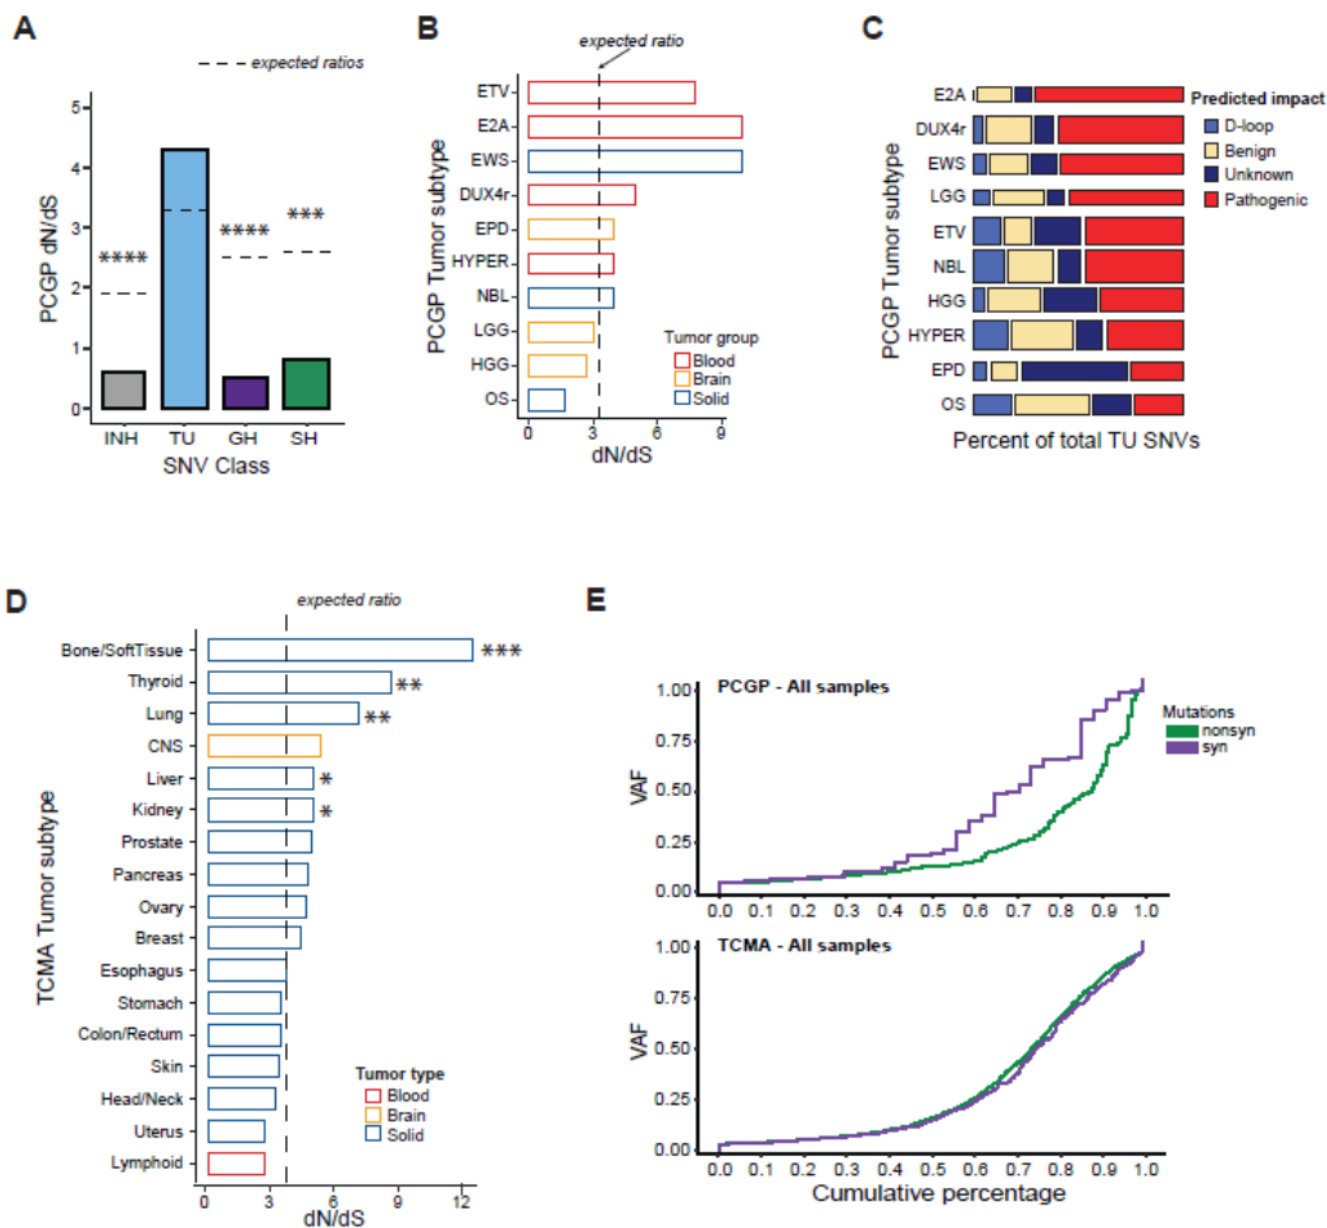 A
expected ratios
PCGP dN/dS
5
4
3
2
1
0
****
****
***
INH TU GH SH
SNV Class
B
expected ratio
PCGP Tumor subtype
ETV
E2A
EWS
DUX4r
EPD
HYPER
NBL
LGG
HGG
OS
Tumor group
Blood
Brain
Solid
0 3 6 9
dN/dS
C
PCGP Tumor subtype
E2A
DUX4r
EWS
LGG
ETV
NBL
HGG
HYPER
EPD
OS
Predicted impact
D-loop
Benign
Unknown
Pathogenic
Percent of total TU SNVs
D
expected ratio
TCMA Tumor subtype
Bone/SoftTissue ***
Thyroid **
Lung **
CNS
Liver *
Kidney *
Prostate
Pancreas
Ovary
Breast
Esophagus
Stomach
Colon/Rectum
Skin
Head/Neck
Uterus
Lymphoid
Tumor type
Blood
Brain
Solid
0 3 6 9 12
dN/dS
E
PCGP - All samples
VAF
1.00
0.75
0.50
0.25
0.00
0.0 0.1 0.2 0.3 0.4 0.5 0.6 0.7 0.8 0.9 1.0
Mutations
nonsyn
syn
TCMA - All samples
VAF
1.00
0.75
0.50
0.25
0.00
0.0 0.1 0.2 0.3 0.4 0.5 0.6 0.7 0.8 0.9 1.0
Cumulative percentage